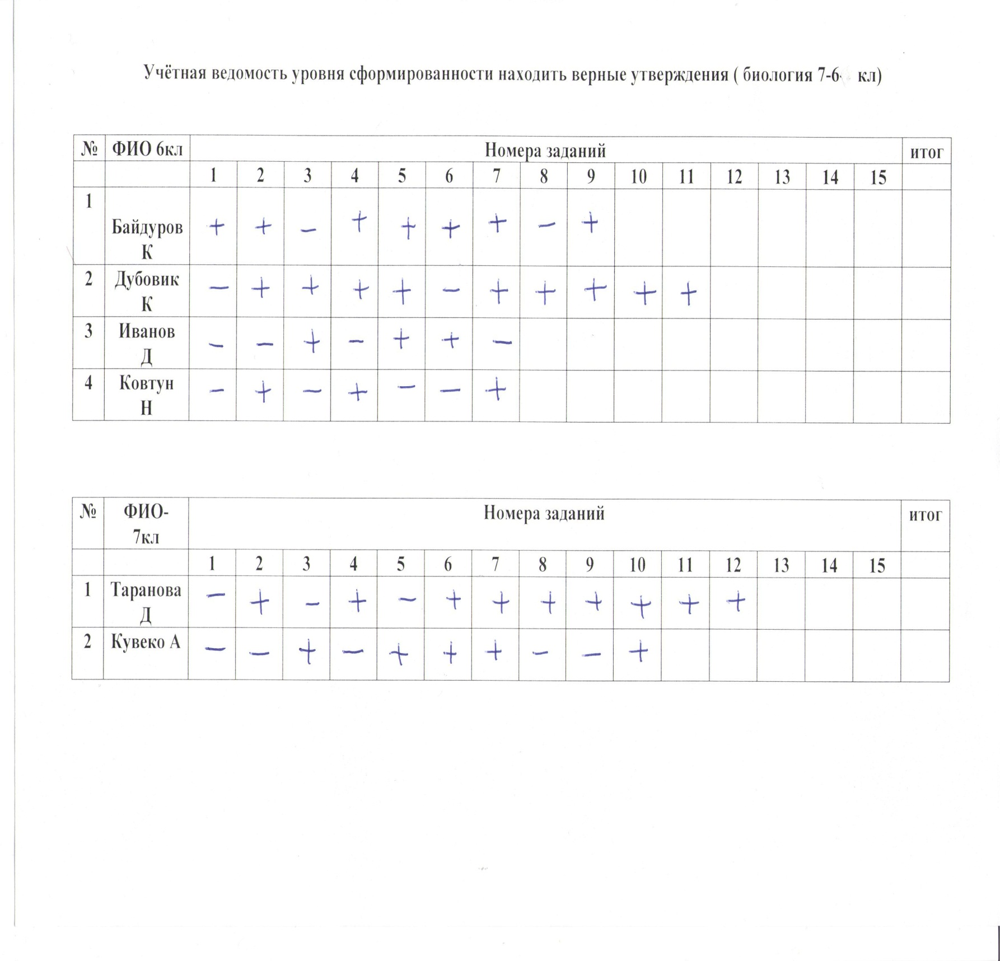 Учётная ведомость уровня сформированности находить верные утверждения ( биология 7-6 кл)
№ ФИО 6кл Номера заданий итог
1 2 3 4 5 6 7 8 9 10 11 12 13 14 15
1
Байдуров + + − + + + + − +
К
2 Дубовик − + + + + − + + + + +
К
3 Иванов − − + − + + −
Д
4 Ковтун − + − + − − +
Н
№ ФИО- Номера заданий итог
7кл
1 2 3 4 5 6 7 8 9 10 11 12 13 14 15
1 Таранова − + − + − + + + + + + +
Д
2 Кувеко А − − + − + + + − − +